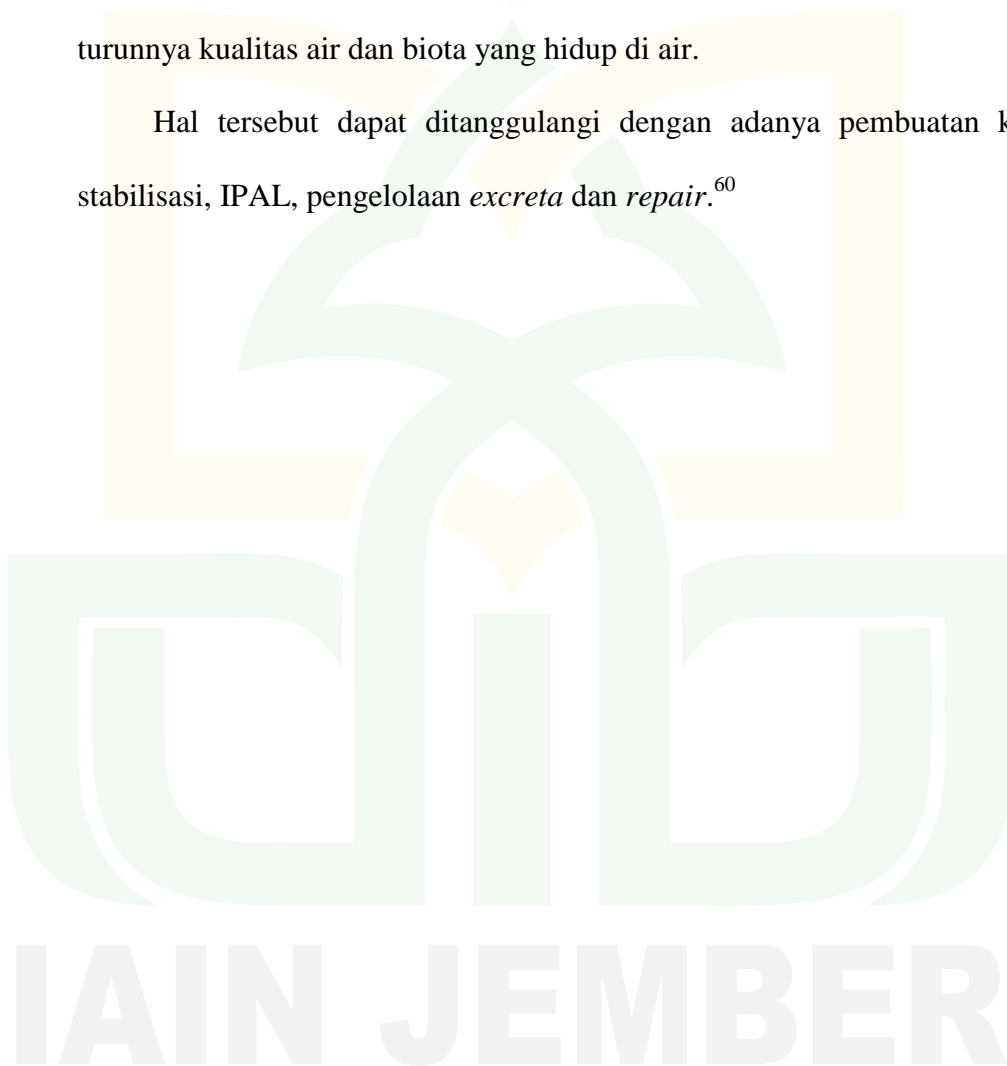 turunnya kualitas air dan biota yang hidup di air.
Hal tersebut dapat ditanggulangi dengan adanya pembuatan k
stabilisasi, IPAL, pengelolaan excreta dan repair.60
IAIN JEMBER